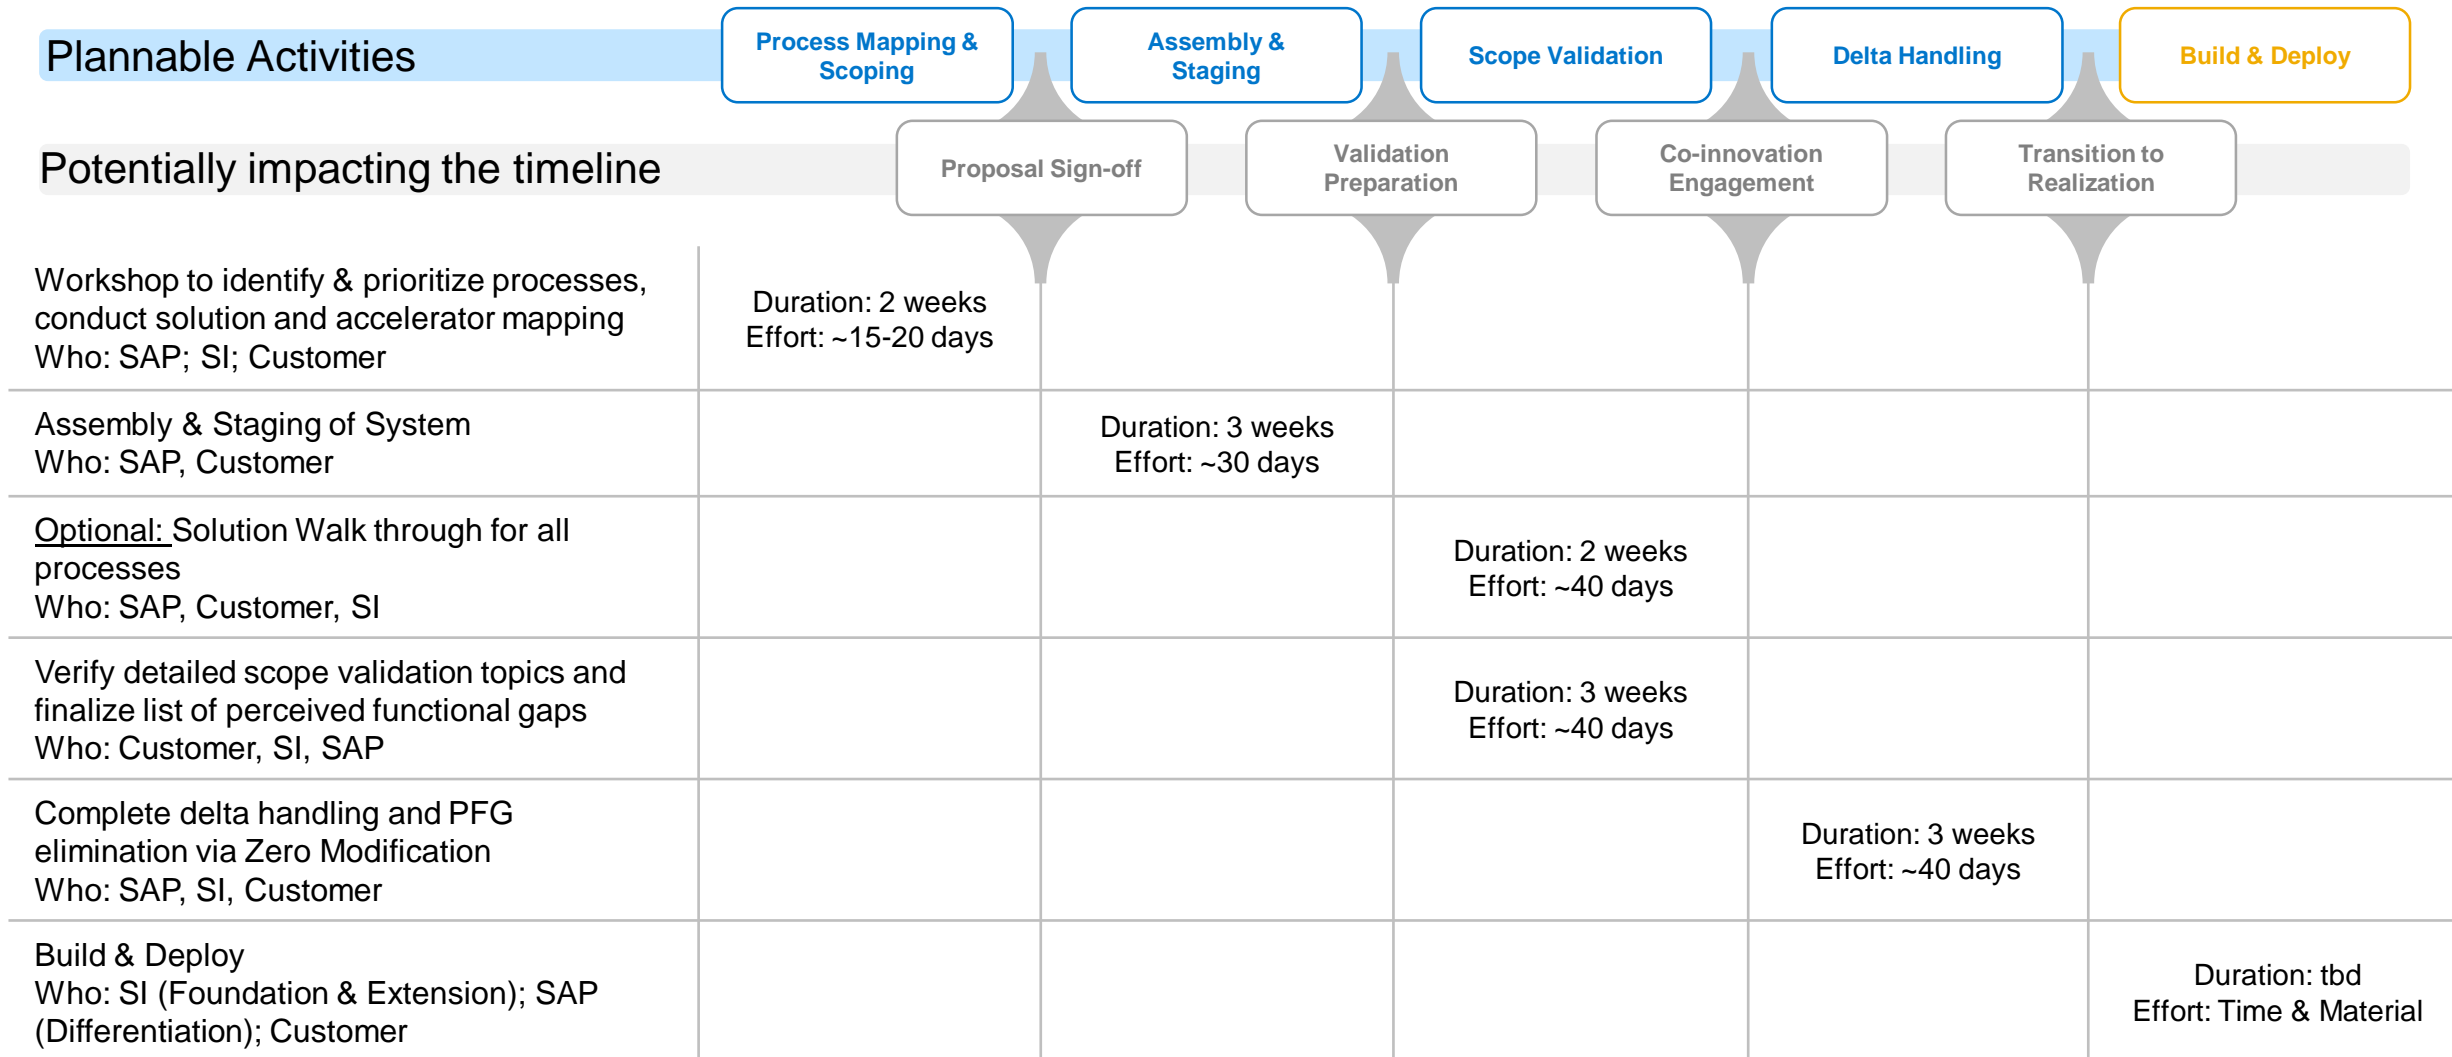 Plannable Activities
Process Mapping &
Scoping
Assembly &
Staging
Scope Validation
Delta Handling
Build & Deploy
Potentially impacting the timeline
Proposal Sign-off
Validation
Preparation
Co-innovation
Engagement
Transition to
Realization
Workshop to identify & prioritize processes,
conduct solution and accelerator mapping
Who: SAP; SI; Customer
Duration: 2 weeks
Effort: ~15-20 days
Assembly & Staging of System
Who: SAP, Customer
Duration: 3 weeks
Effort: ~30 days
Optional: Solution Walk through for all
processes
Who: SAP, Customer, SI
Duration: 2 weeks
Effort: ~40 days
Verify detailed scope validation topics and
finalize list of perceived functional gaps
Who: Customer, SI, SAP
Duration: 3 weeks
Effort: ~40 days
Complete delta handling and PFG
elimination via Zero Modification
Who: SAP, SI, Customer
Duration: 3 weeks
Effort: ~40 days
Build & Deploy
Who: SI (Foundation & Extension); SAP
(Differentiation); Customer
Duration: tbd
Effort: Time & Material